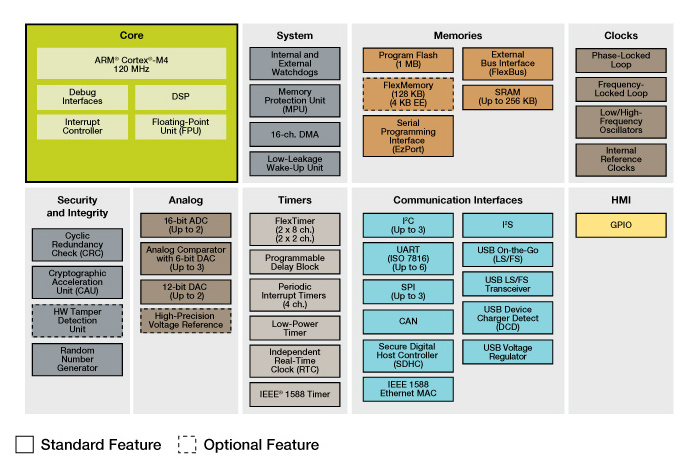 Core
ARM® Cortex®-M4
120 MHz
Debug
Interfaces
DSP
Interrupt
Controller
Floating-Point
Unit (FPU)
System
Internal and
External
Watchdogs
Memory
Protection Unit
(MPU)
16-ch. DMA
Low-Leakage
Wake-Up Unit
Memories
Program Flash
(1 MB)
External
Bus Interface
(FlexBus)
FlexMemory
(128 KB)
(4 KB EE)
SRAM
(Up to 256 KB)
Serial
Programming
Interface
(EzPort)
Clocks
Phase-Locked
Loop
Frequency-
Locked Loop
Low/High-
Frequency
Oscillators
Internal
Reference
Clocks
Security
and Integrity
Cyclic
Redundancy
Check (CRC)
Cryptographic
Acceleration
Unit (CAU)
HW Tamper
Detection
Unit
Random
Number
Generator
Analog
16-bit ADC
(Up to 2)
Analog Comparator
with 6-bit DAC
(Up to 3)
12-bit DAC
(Up to 2)
High-Precision
Voltage Reference
Timers
FlexTimer
(2 x 8 ch.)
(2 x 2 ch.)
Programmable
Delay Block
Periodic
Interrupt Timers
(4 ch.)
Low-Power
Timer
Independent
Real-Time
Clock (RTC)
IEEE® 1588 Timer
Communication Interfaces
I²C
(Up to 3)
I²S
UART
(ISO 7816)
(Up to 6)
USB On-the-Go
(LS/FS)
SPI
(Up to 3)
USB LS/FS
Transceiver
CAN
USB Device
Charger Detect
(DCD)
Secure Digital
Host Controller
(SDHC)
USB Voltage
Regulator
IEEE 1588
Ethernet MAC
HMI
GPIO
Standard Feature
Optional Feature